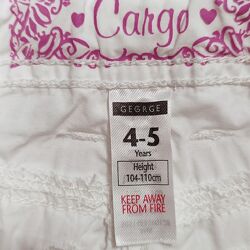 Cargo
GEORGE
4-5
Years
Height
104-110cm
KEEP AWAY
FROM FIRE